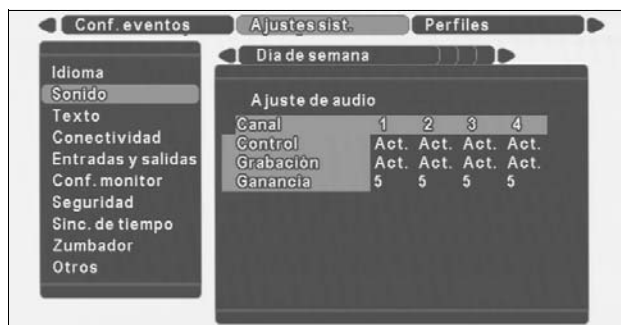 Conf. eventos Ajustes sist. Perfiles
Día de semana
Idioma
Sonido
Texto
Conectividad
Entradas y salidas
Conf. monitor
Seguridad
Sinc. de tiempo
Zumbador
Otros
Ajuste de audio
Canal 1 2 3 4
Control Act. Act. Act. Act.
Grabación Act. Act. Act. Act.
Ganancia 5 5 5 5